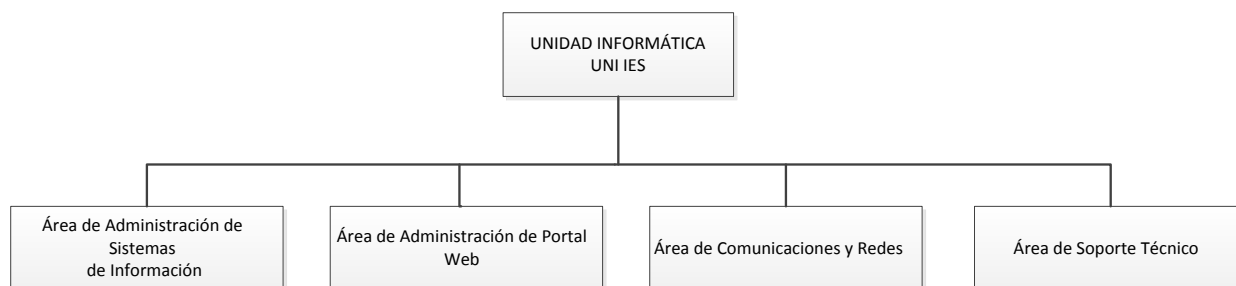 UNIDAD INFORMÁTICA
UNI IES
Área de Administración de
Sistemas
de Información
Área de Administración de Portal
Web
Área de Comunicaciones y Redes
Área de Soporte Técnico